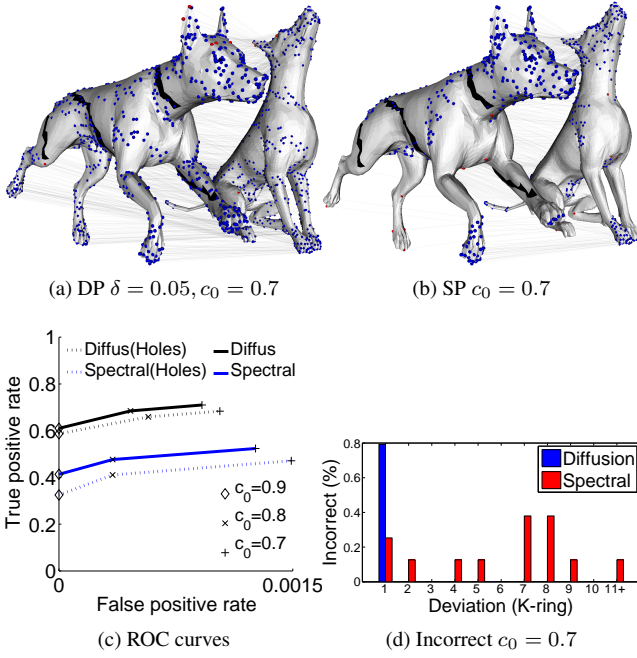 (a) DP δ = 0.05, c₀ = 0.7
(b) SP c₀ = 0.7
1
0.8
0.6
0.4
0.2
0
True positive rate
Diffus(Holes)
Diffus
Spectral(Holes)
Spectral
c₀=0.9
c₀=0.8
c₀=0.7
0
0.0015
False positive rate
(c) ROC curves
0.8
0.6
0.4
0.2
0
Incorrect (%)
Diffusion
Spectral
1 2 3 4 5 6 7 8 9 10 11+
Deviation (K-ring)
(d) Incorrect c₀ = 0.7